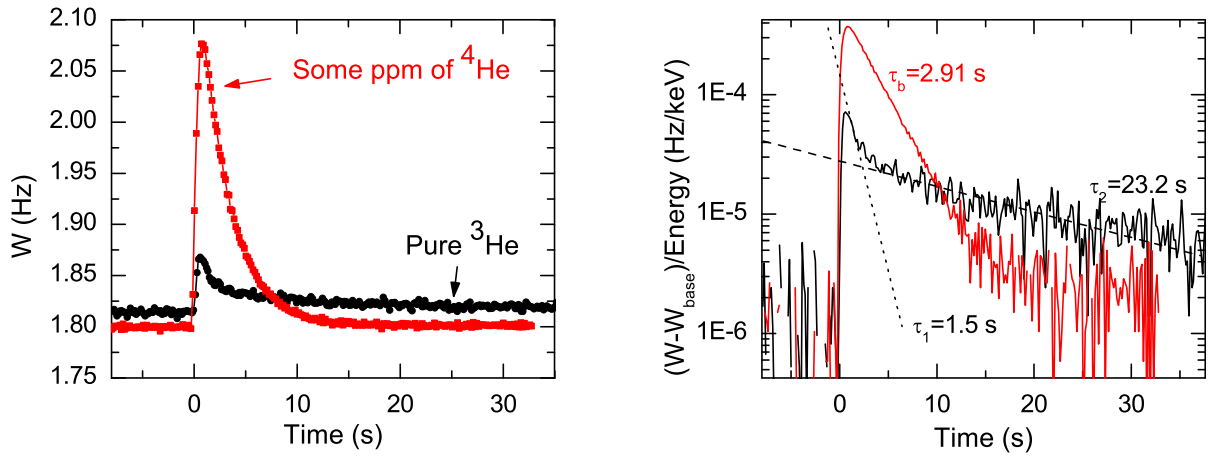 2.10
2.05
2.00
1.95
1.90
1.85
1.80
1.75
W (Hz)
Some ppm of ⁴He
Pure ³He
0
10
20
30
Time (s)
1E-4
1E-5
1E-6
(W-W_base)/Energy (Hz/keV)
τ_b=2.91 s
τ_2=23.2 s
τ_1=1.5 s
0
10
20
30
Time (s)